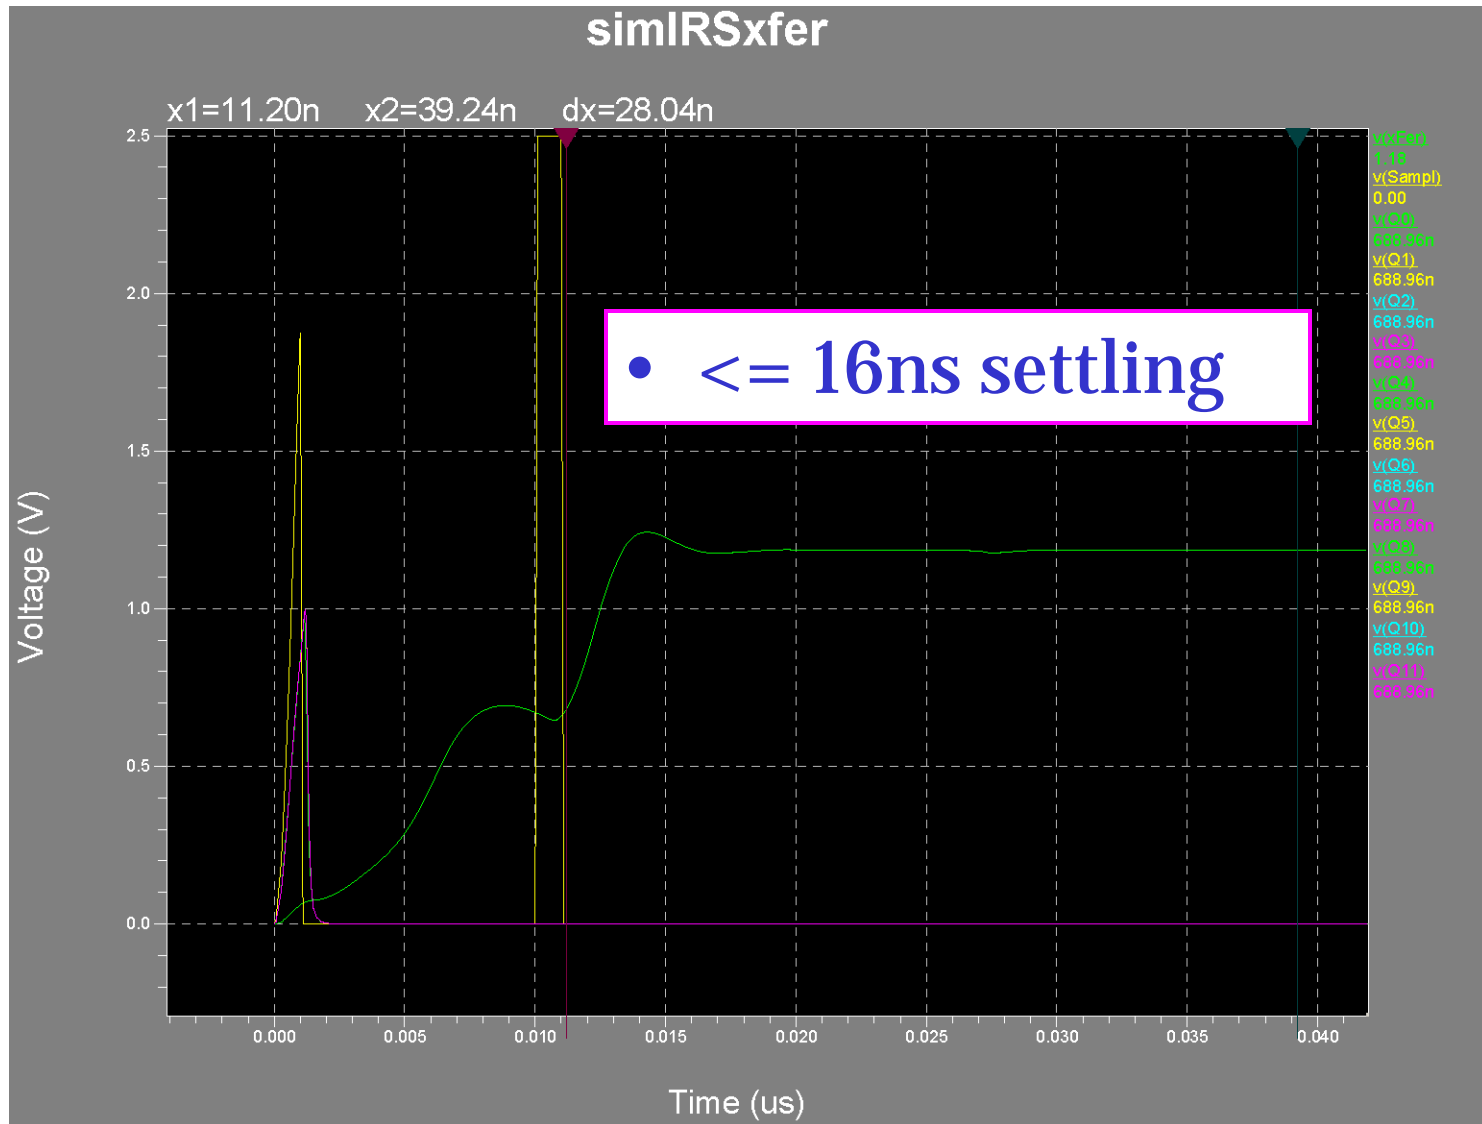 simIRSxfer
x1=11.20n x2=39.24n dx=28.04n
2.5
2.0
1.5
1.0
0.5
0.0
Voltage (V)
• <= 16ns settling
v(xFer)
1.18
v(Sampl)
0.00
v(Q0)
688.96n
v(Q1)
688.96n
v(Q2)
688.96n
v(Q3)
688.96n
v(Q4)
688.96n
v(Q5)
688.96n
v(Q6)
688.96n
v(Q7)
688.96n
v(Q8)
688.96n
v(Q9)
688.96n
v(Q10)
688.96n
v(Q11)
688.96n
0.000 0.005 0.010 0.015 0.020 0.025 0.030 0.035 0.040
Time (us)